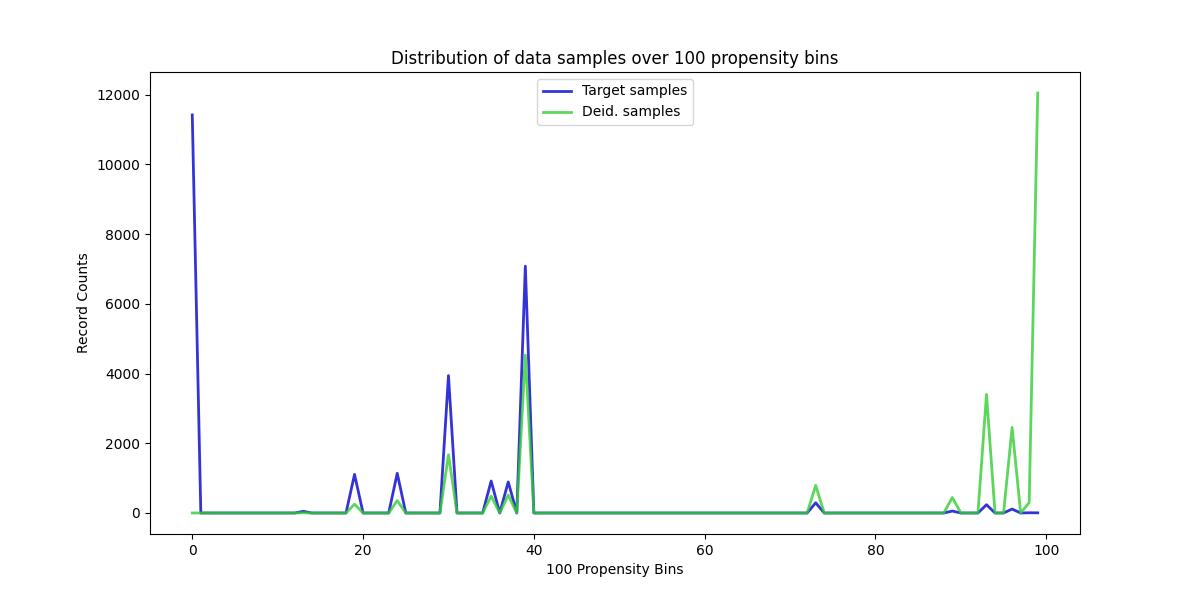 Distribution of data samples over 100 propensity bins
Target samples
Deid. samples
12000
10000
8000
6000
4000
2000
0
Record Counts
0 20 40 60 80 100
100 Propensity Bins